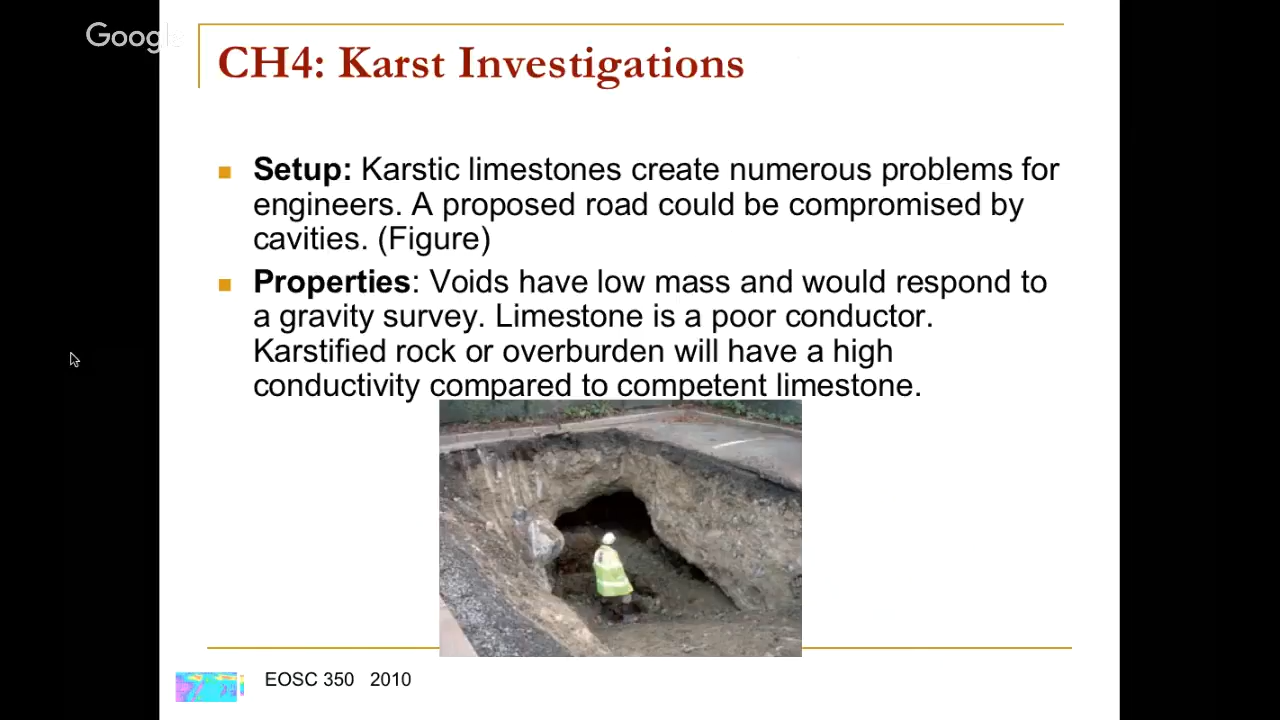 Google
CH4: Karst Investigations
Setup: Karstic limestones create numerous problems for
engineers. A proposed road could be compromised by
cavities. (Figure)
Properties: Voids have low mass and would respond to
a gravity survey. Limestone is a poor conductor.
Karstified rock or overburden will have a high
conductivity compared to competent limestone.
EOSC 350 2010